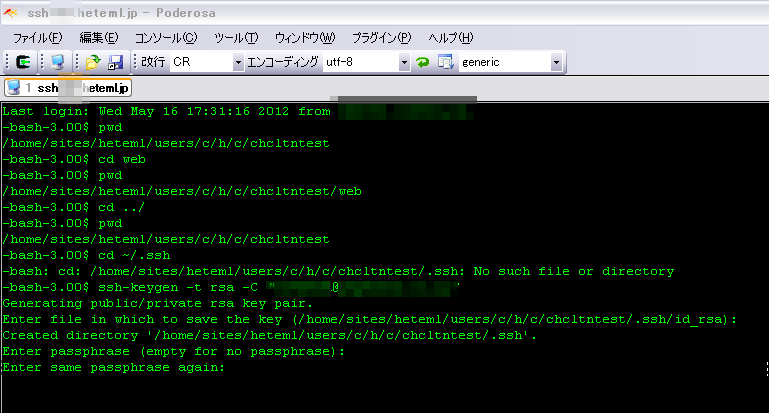 ssh heteml.jp - Poderosa
ファイル(F) 編集(E) コンソール(C) ツール(T) ウィンドウ(W) プラグイン(P) ヘルプ(H)
改行 CR エンコーディング utf-8 generic
1 ssh heteml.jp
Last login: Wed May 16 17:31:16 2012 from
-bash-3.00$ pwd
/home/sites/heteml/users/c/h/c/chcltntest
-bash-3.00$ cd web
-bash-3.00$ pwd
/home/sites/heteml/users/c/h/c/chcltntest/web
-bash-3.00$ cd ../
-bash-3.00$ pwd
/home/sites/heteml/users/c/h/c/chcltntest
-bash-3.00$ cd ~/.ssh
-bash: cd: /home/sites/heteml/users/c/h/c/chcltntest/.ssh: No such file or directory
-bash-3.00$ ssh-keygen -t rsa -C "@"
Generating public/private rsa key pair.
Enter file in which to save the key (/home/sites/heteml/users/c/h/c/chcltntest/.ssh/id_rsa):
Created directory '/home/sites/heteml/users/c/h/c/chcltntest/.ssh'.
Enter passphrase (empty for no passphrase):
Enter same passphrase again: